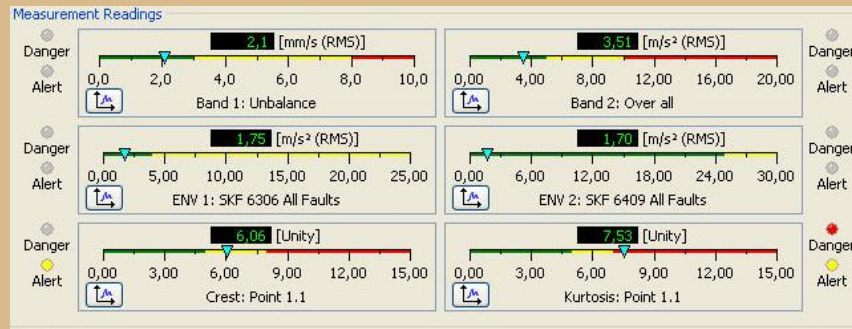 Measurement Readings
Danger
Alert
2,1 [mm/s (RMS)]
0,0 2,0 4,0 6,0 8,0 10,0
Band 1: Unbalance
3,51 [m/s² (RMS)]
0,00 4,00 8,00 12,00 16,00 20,00
Band 2: Over all
Danger
Alert
Danger
Alert
1,75 [m/s² (RMS)]
0,00 5,00 10,00 15,00 20,00 25,00
ENV 1: SKF 6306 All Faults
1,70 [m/s² (RMS)]
0,00 6,00 12,00 18,00 24,00 30,00
ENV 2: SKF 6409 All Faults
Danger
Alert
Danger
Alert
6,06 [Unity]
0,00 3,00 6,00 9,00 12,00 15,00
Crest: Point 1.1
7,53 [Unity]
0,00 3,00 6,00 9,00 12,00 15,00
Kurtosis: Point 1.1
Danger
Alert